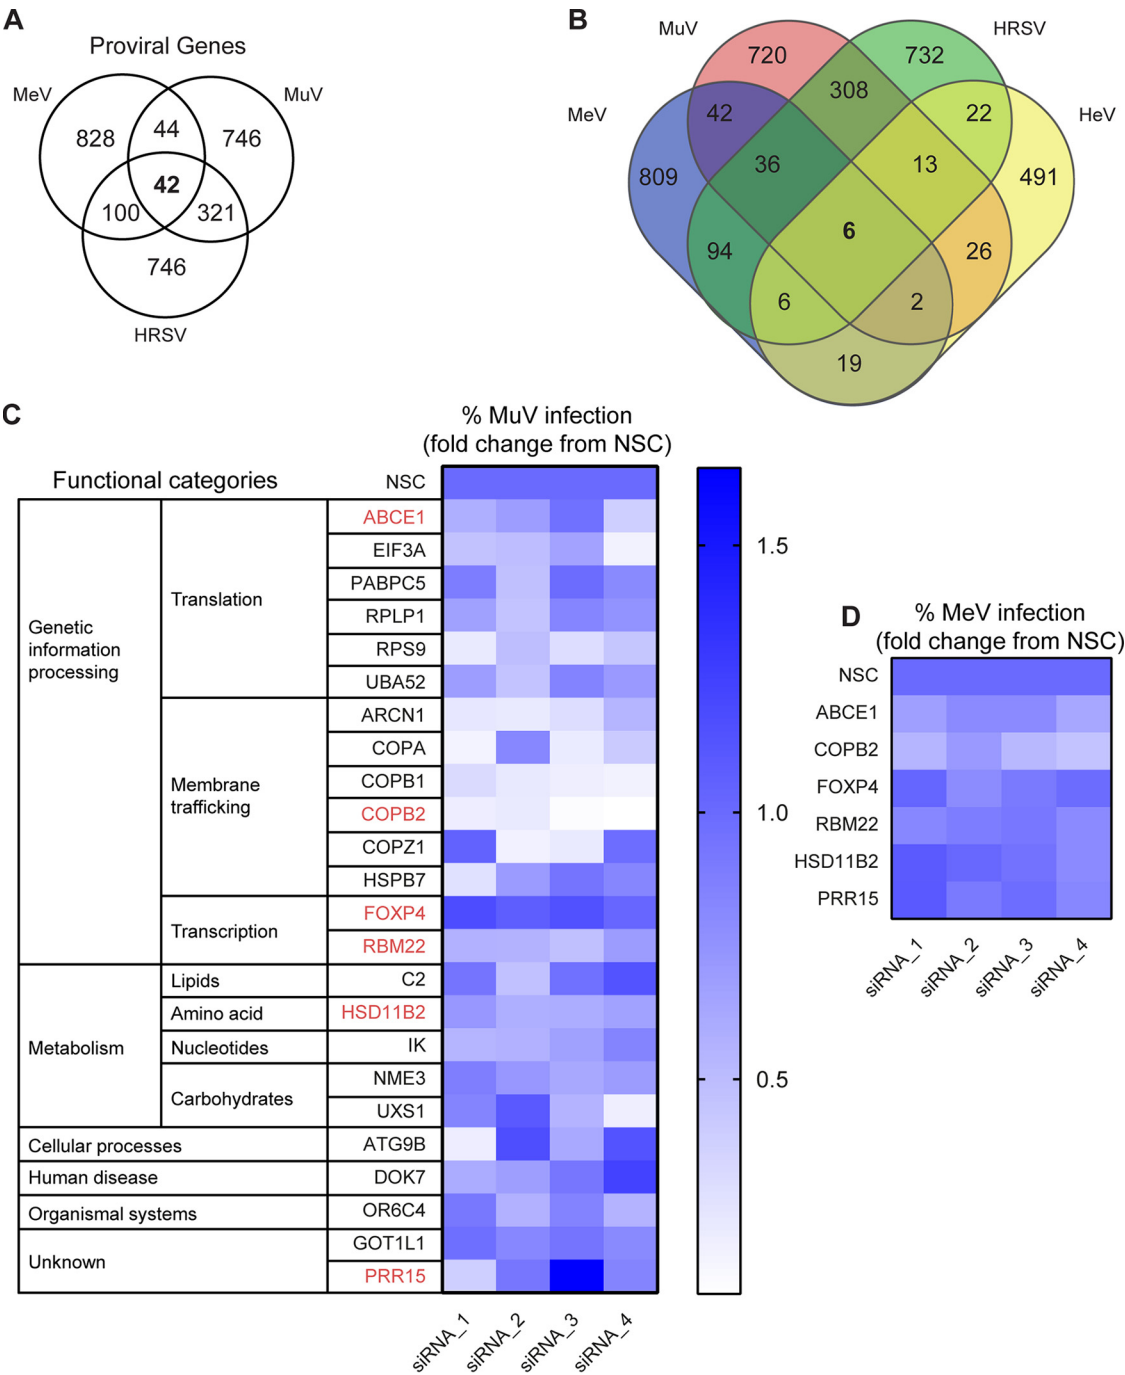 A
Proviral Genes
MeV
MuV
828
44
746
42
100
321
746
HRSV
B
MuV
HRSV
MeV
HeV
720
732
308
42
22
809
36
13
491
6
94
26
6
2
19
C
% MuV infection
(fold change from NSC)
Functional categories
NSC
Genetic
information
processing
Translation
ABCE1
EIF3A
PABPC5
RPLP1
RPS9
UBA52
Membrane
trafficking
ARCN1
COPA
COPB1
COPB2
COPZ1
HSPB7
Transcription
FOXP4
RBM22
Metabolism
Lipids
C2
Amino acid
HSD11B2
Nucleotides
IK
Carbohydrates
NME3
UXS1
Cellular processes
ATG9B
Human disease
DOK7
Organismal systems
OR6C4
Unknown
GOT1L1
PRR15
siRNA_1
siRNA_2
siRNA_3
siRNA_4
1.5
1.0
0.5
D
% MeV infection
(fold change from NSC)
NSC
ABCE1
COPB2
FOXP4
RBM22
HSD11B2
PRR15
siRNA_1
siRNA_2
siRNA_3
siRNA_4